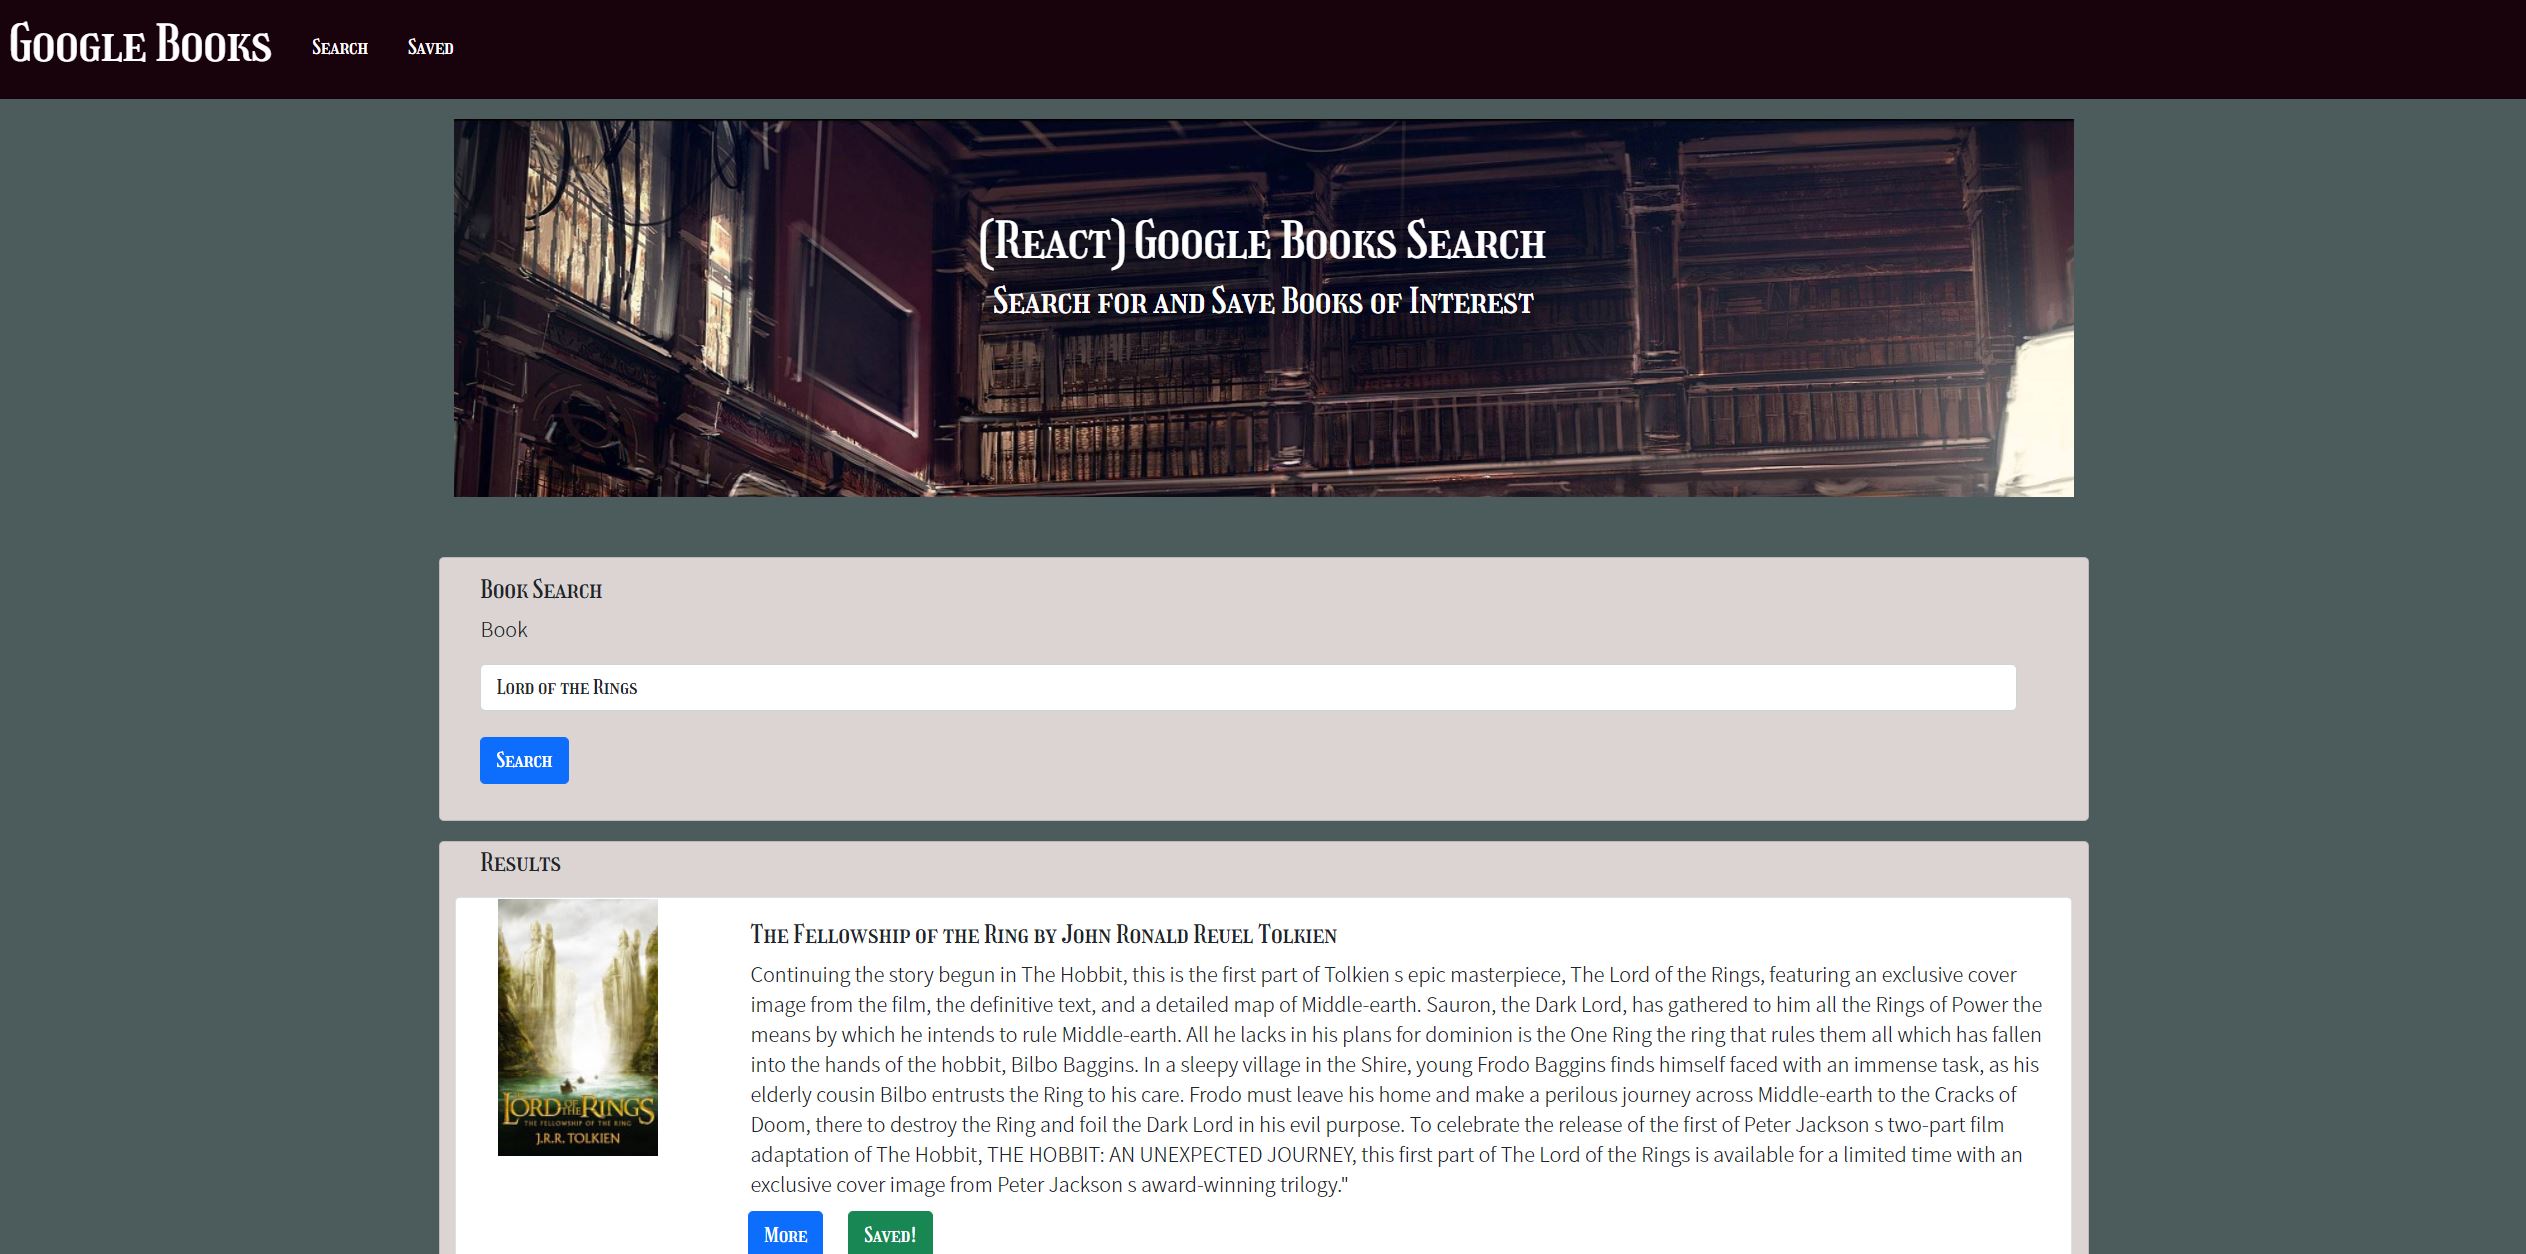 Google Books Search Saved
(React) Google Books Search
Search for and Save Books of Interest
Book Search
Book
Lord of the Rings
Search
Results
The Fellowship of the Ring by John Ronald Reuel Tolkien
Continuing the story begun in The Hobbit, this is the first part of Tolkien s epic masterpiece, The Lord of the Rings, featuring an exclusive cover
image from the film, the definitive text, and a detailed map of Middle-earth. Sauron, the Dark Lord, has gathered to him all the Rings of Power the
means by which he intends to rule Middle-earth. All he lacks in his plans for dominion is the One Ring the ring that rules them all which has fallen
into the hands of the hobbit, Bilbo Baggins. In a sleepy village in the Shire, young Frodo Baggins finds himself faced with an immense task, as his
elderly cousin Bilbo entrusts the Ring to his care. Frodo must leave his home and make a perilous journey across Middle-earth to the Cracks of
Doom, there to destroy the Ring and foil the Dark Lord in his evil purpose. To celebrate the release of the first of Peter Jackson s two-part film
adaptation of The Hobbit, THE HOBBIT: AN UNEXPECTED JOURNEY, this first part of The Lord of the Rings is available for a limited time with an
exclusive cover image from Peter Jackson s award-winning trilogy."
THE LORD OF THE RINGS
THE FELLOWSHIP OF THE RING
J.R.R. TOLKIEN
More Saved!